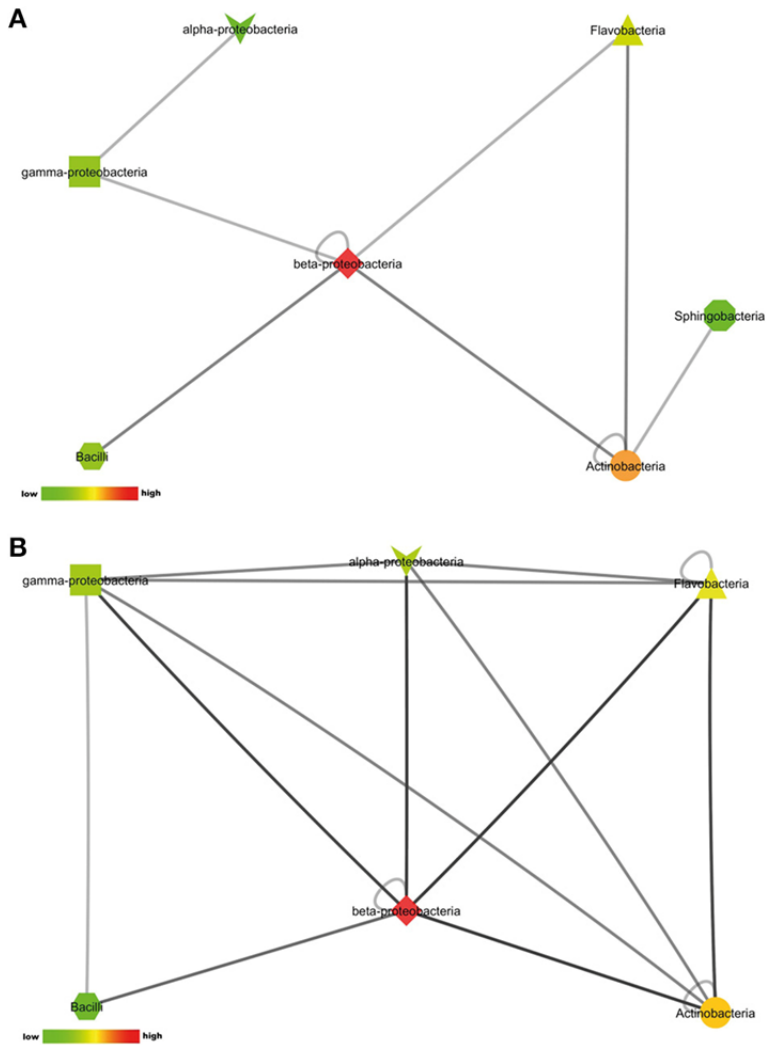 A
alpha-proteobacteria
Flavobacteria
gamma-proteobacteria
beta-proteobacteria
Sphingobacteria
Bacilli
Actinobacteria
low high
B
alpha-proteobacteria
gamma-proteobacteria
Flavobacteria
beta-proteobacteria
Bacilli
Actinobacteria
low high